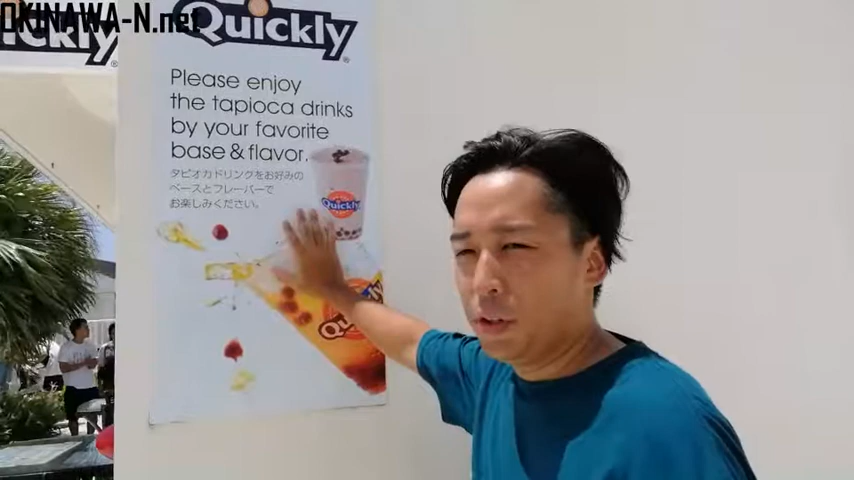 OKINAWA-N.net
ickly
QUickly
Please enjoy
the tapioca drinks
by your favorite
base & flavor.
タピオカドリンクをお好みの
ベースとフレーバーで
お楽しみください。
QUickly
QUickly